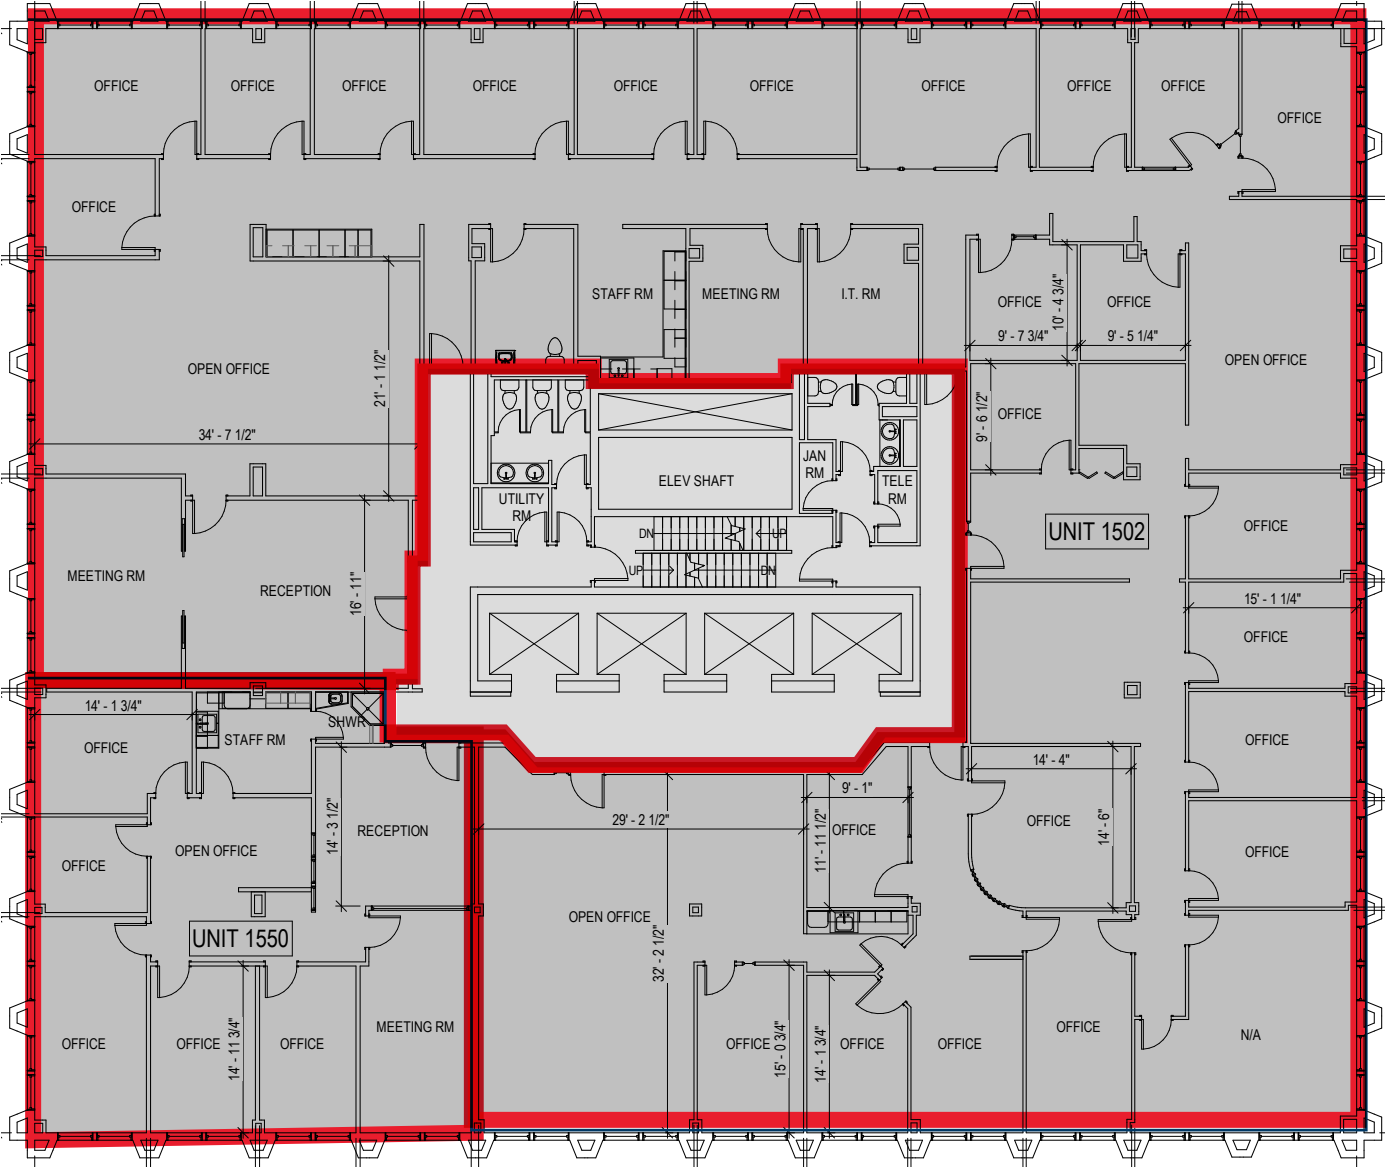 OFFICE
OFFICE
OFFICE
OFFICE
OFFICE
OFFICE
OFFICE
OFFICE
OFFICE
OFFICE
OFFICE
STAFF RM
MEETING RM
I.T. RM
OFFICE
10' - 4 3/4"
OFFICE
9' - 7 3/4"
9' - 5 1/4"
OPEN OFFICE
21' - 1 1/2"
OPEN OFFICE
34' - 7 1/2"
9' - 6 1/2"
OFFICE
JAN
RM
ELEV SHAFT
TELE
RM
UTILITY
RM
DN
UP
UNIT 1502
OFFICE
UP
DN
MEETING RM
RECEPTION
16' - 11"
15' - 1 1/4"
OFFICE
14' - 1 3/4"
SHWR
OFFICE
STAFF RM
OFFICE
14' - 4"
9' - 1"
14' - 3 1/2"
RECEPTION
29' - 2 1/2"
11' - 11 1/2"
OFFICE
OFFICE
14' - 6"
OFFICE
OPEN OFFICE
OFFICE
OPEN OFFICE
UNIT 1550
32' - 2 1/2"
MEETING RM
OFFICE
N/A
OFFICE
OFFICE
14' - 11 3/4"
OFFICE
OFFICE
15' - 0 3/4"
14' - 1 3/4"
OFFICE
OFFICE